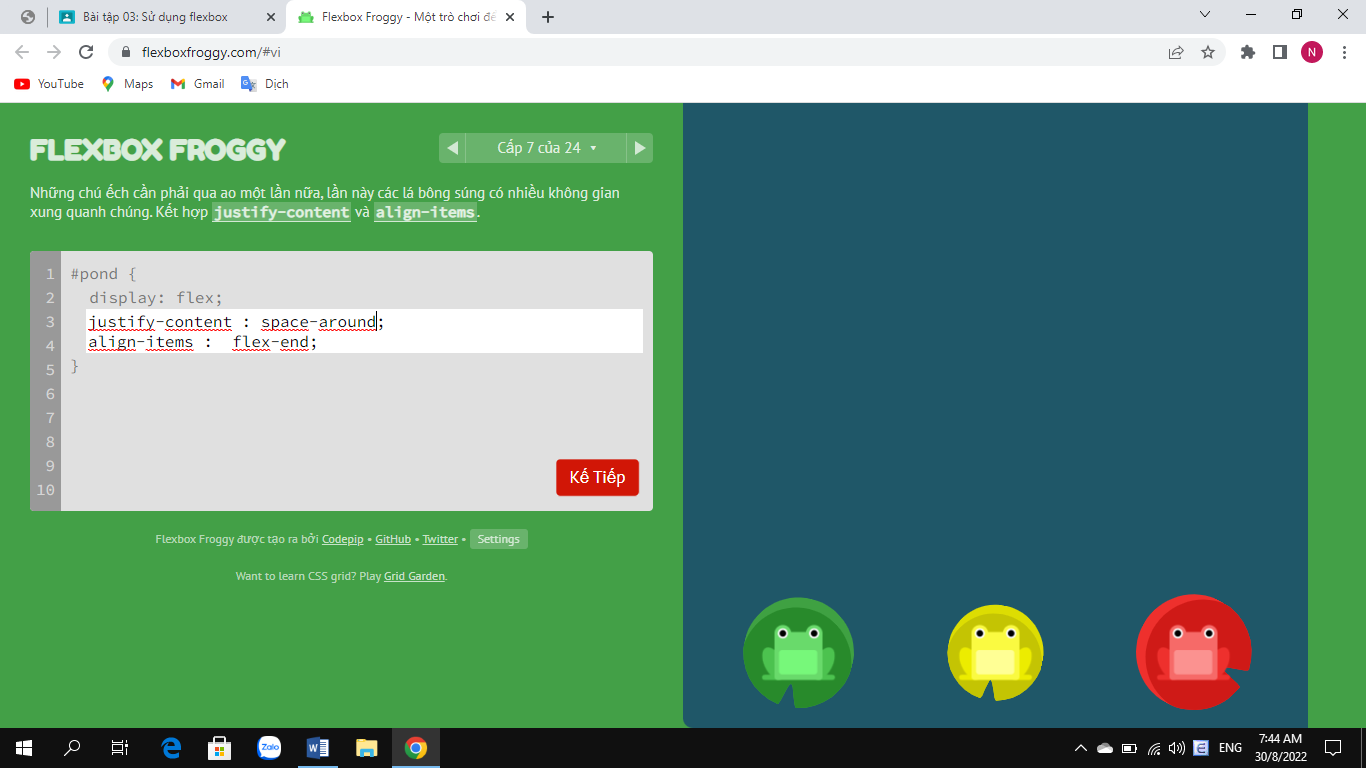 Bài tập 03: Sử dụng flexbox
Flexbox Froggy - Một trò chơi để
flexboxfroggy.com/#vi
N
YouTube
Maps
Gmail
Dịch
FLEXBOX FROGGY
Cấp 7 của 24
Những chú ếch cần phải qua ao một lần nữa, lần này các lá bông súng có nhiều không gian
xung quanh chúng. Kết hợp justify-content và align-items.
1 #pond {
2 display: flex;
3 justify-content : space-around;
4 align-items :  flex-end;
5 }
6
7
8
9
10
Kế Tiếp
Flexbox Froggy được tạo ra bởi Codepip • GitHub • Twitter • Settings
Want to learn CSS grid? Play Grid Garden.
Zalo
ENG
7:44 AM
30/8/2022